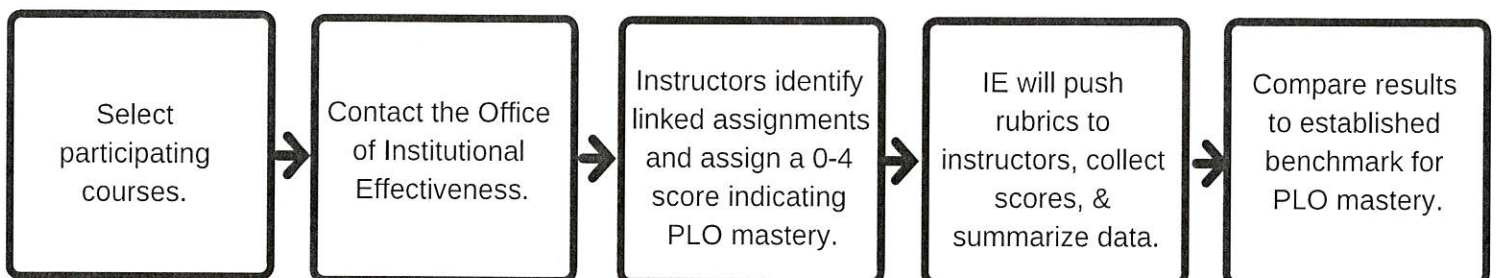 Select
participating
courses.
Contact the Office
of Institutional
Effectiveness.
Instructors identify
linked assignments
and assign a 0-4
score indicating
PLO mastery.
IE will push
rubrics to
instructors, collect
scores, &
summarize data.
Compare results
to established
benchmark for
PLO mastery.